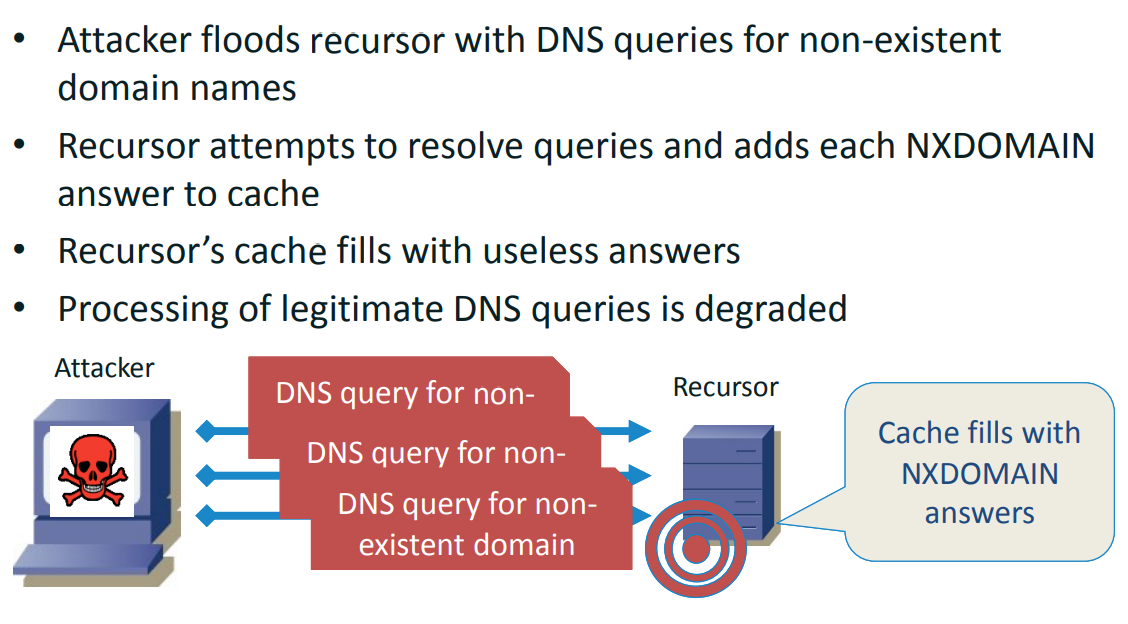 • Attacker floods recursor with DNS queries for non-existent
domain names
• Recursor attempts to resolve queries and adds each NXDOMAIN
answer to cache
• Recursor’s cache fills with useless answers
• Processing of legitimate DNS queries is degraded
Attacker
DNS query for non-
DNS query for non-
DNS query for non-
existent domain
Recursor
Cache fills with
NXDOMAIN
answers